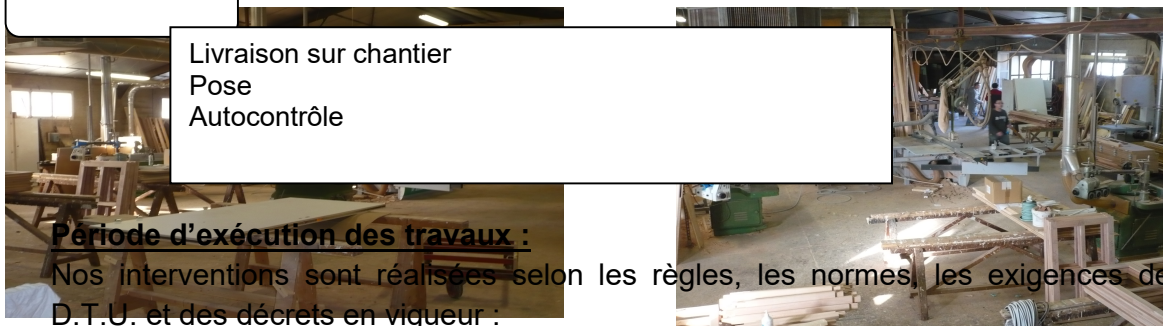 Livraison sur chantier
Pose
Autocontrôle
Période d’exécution des travaux :
Nos interventions sont réalisées selon les règles, les normes, les exigences de
D.T.U. et des décrets en vigueur :